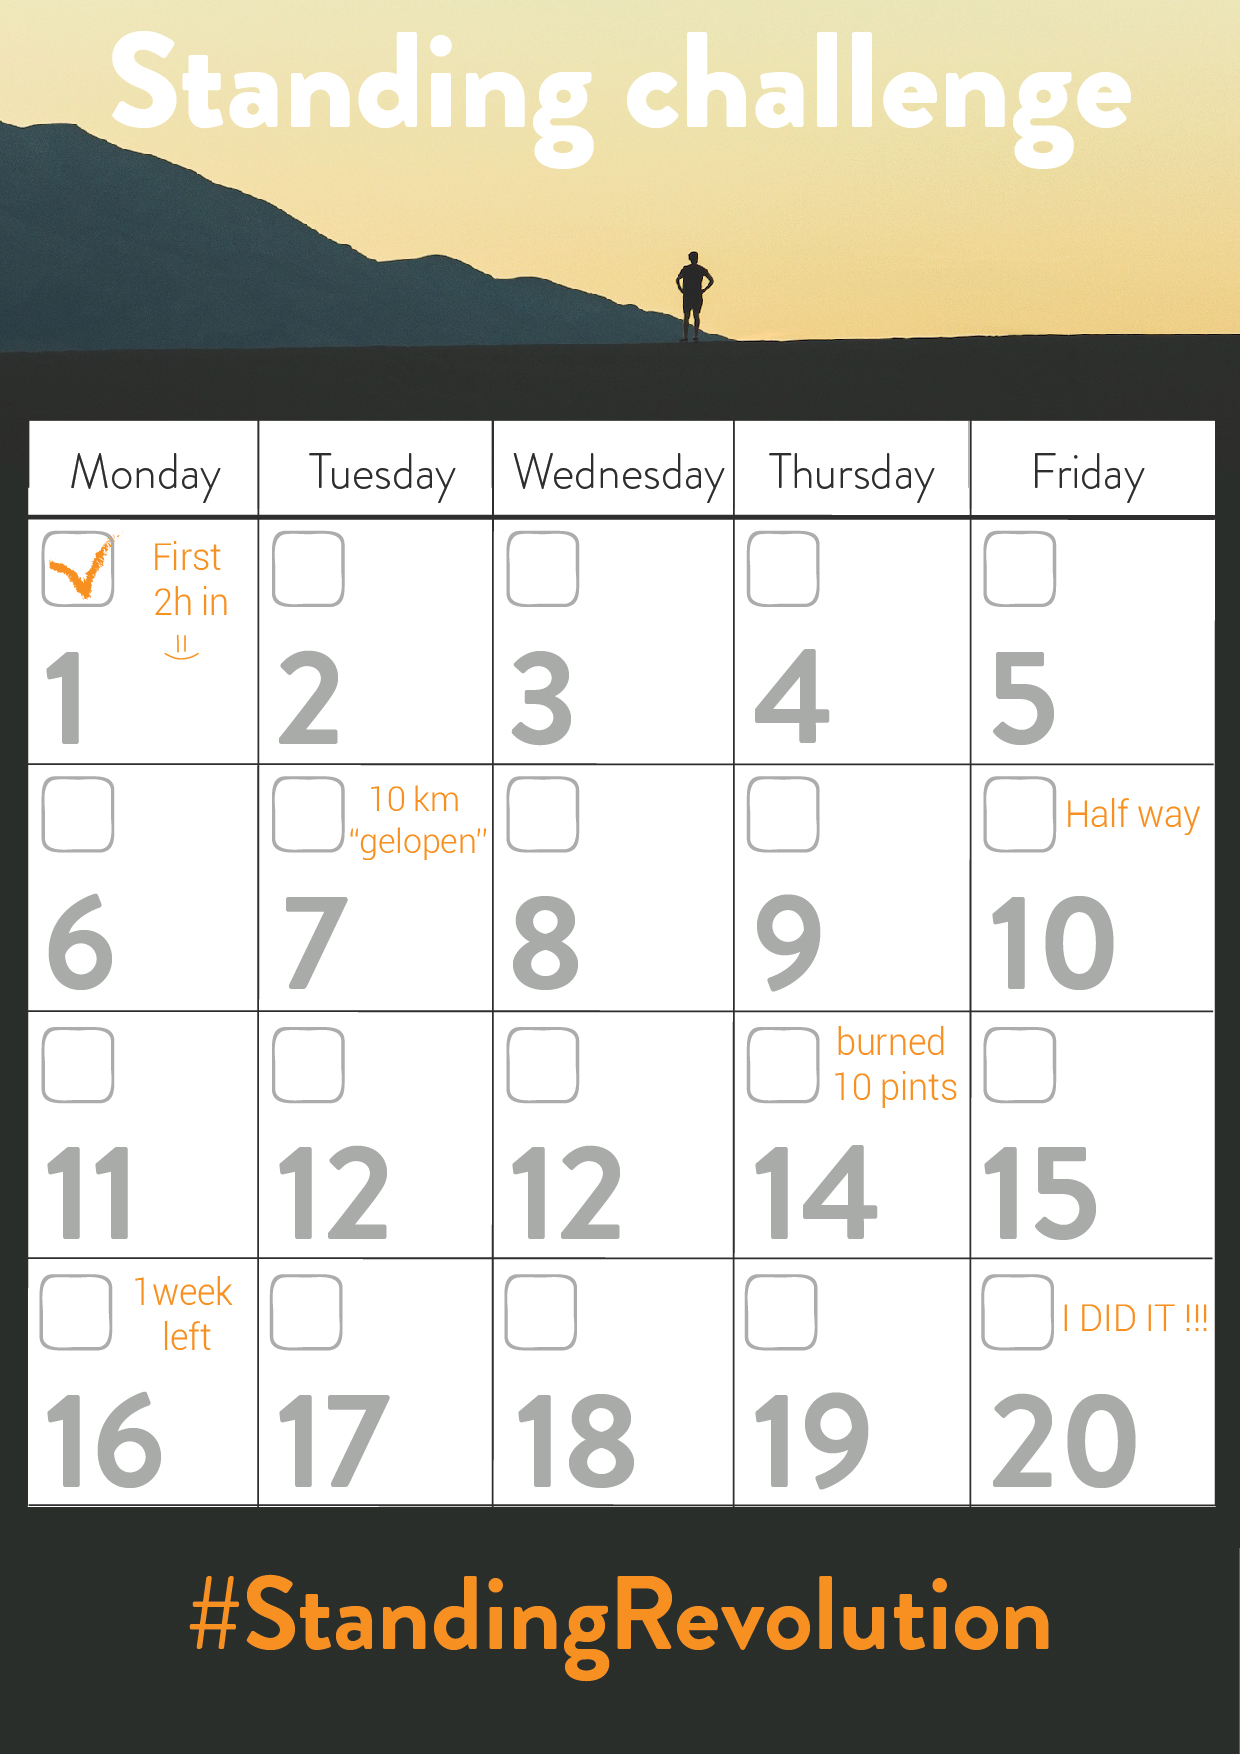 Standing challenge
Monday Tuesday Wednesday Thursday Friday
First
2h in
1 2 3 4 5
10 km
“gelopen”
Half way
6 7 8 9 10
burned
10 pints
11 12 12 14 15
1week
left
I DID IT !!!
16 17 18 19 20
#StandingRevolution